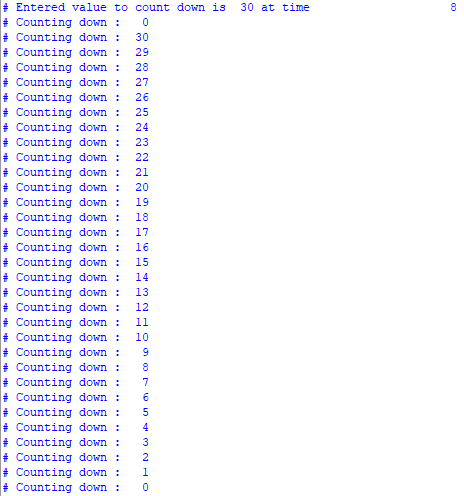 # Entered value to count down is  30 at time                    8
# Counting down :   0
# Counting down :  30
# Counting down :  29
# Counting down :  28
# Counting down :  27
# Counting down :  26
# Counting down :  25
# Counting down :  24
# Counting down :  23
# Counting down :  22
# Counting down :  21
# Counting down :  20
# Counting down :  19
# Counting down :  18
# Counting down :  17
# Counting down :  16
# Counting down :  15
# Counting down :  14
# Counting down :  13
# Counting down :  12
# Counting down :  11
# Counting down :  10
# Counting down :   9
# Counting down :   8
# Counting down :   7
# Counting down :   6
# Counting down :   5
# Counting down :   4
# Counting down :   3
# Counting down :   2
# Counting down :   1
# Counting down :   0